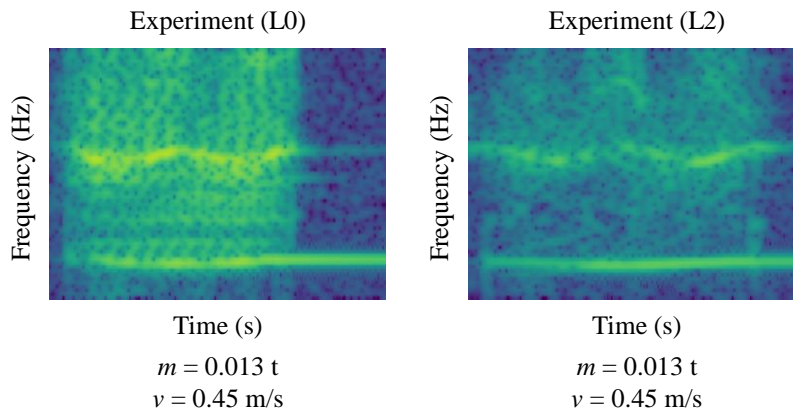 Experiment (L0)
Frequency (Hz)
Time (s)
m = 0.013 t
v = 0.45 m/s
Experiment (L2)
Frequency (Hz)
Time (s)
m = 0.013 t
v = 0.45 m/s